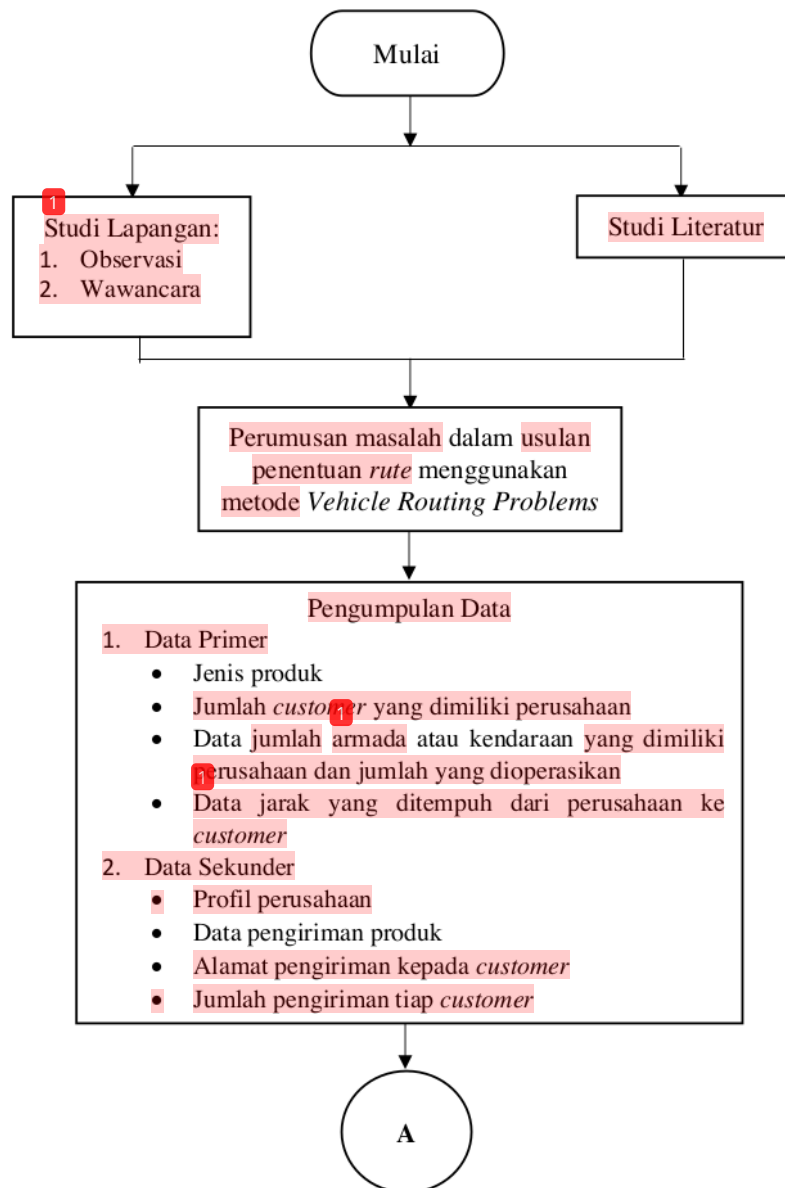 Mulai
1
Studi Lapangan:
1. Observasi
2. Wawancara
Studi Literatur
Perumusan masalah dalam usulan
penentuan rute menggunakan
metode Vehicle Routing Problems
Pengumpulan Data
1. Data Primer
• Jenis produk
• Jumlah customer yang dimiliki perusahaan
1
• Data jumlah armada atau kendaraan yang dimiliki
perusahaan dan jumlah yang dioperasikan
1
• Data jarak yang ditempuh dari perusahaan ke
customer
2. Data Sekunder
• Profil perusahaan
• Data pengiriman produk
• Alamat pengiriman kepada customer
• Jumlah pengiriman tiap customer
A